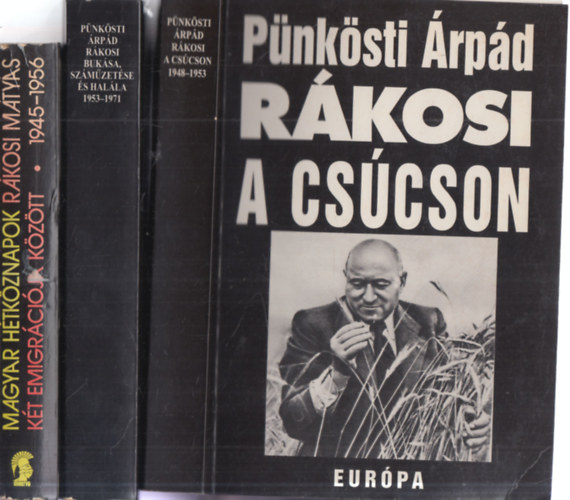 MAGYAR HÉTKÖZNAPOK RÁKOSI MÁTYÁS
KÉT EMIGRÁCIÓJA KÖZÖTT • 1945–1956
PÜNKÖSTI
ÁRPÁD
RÁKOSI
BUKÁSA,
SZÁMŰZETÉSE
ÉS HALÁLA
1953–1971
PÜNKÖSTI
ÁRPÁD
RÁKOSI
A CSÚCSON
1948–1953
Pünkösti Árpád
RÁKOSI
A CSÚCSON
EURÓPA